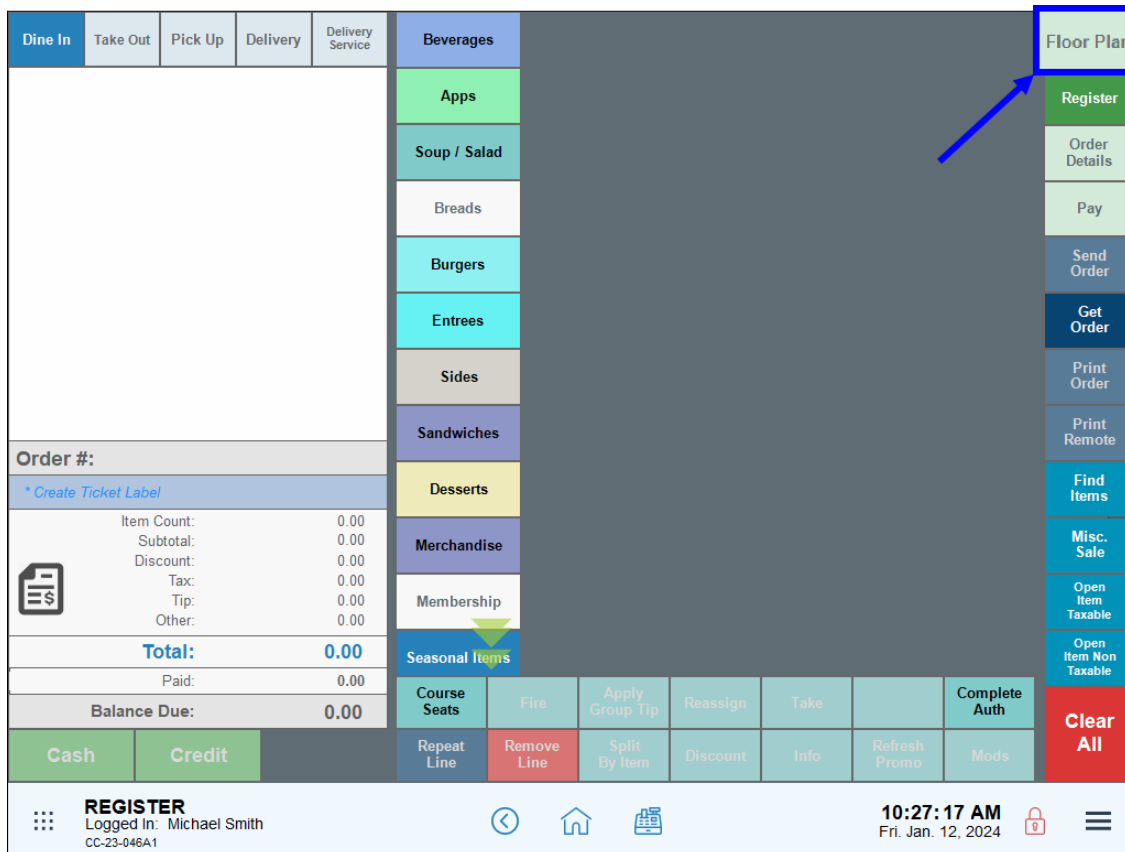 Dine In
Take Out
Pick Up
Delivery
Delivery
Service
Order #:
* Create Ticket Label
Item Count: 0.00
Subtotal: 0.00
Discount: 0.00
Tax: 0.00
Tip: 0.00
Other: 0.00
Total: 0.00
Paid: 0.00
Balance Due: 0.00
Cash
Credit
Beverages
Apps
Soup / Salad
Breads
Burgers
Entrees
Sides
Sandwiches
Desserts
Merchandise
Membership
Seasonal Items
Course
Seats
Fire
Apply
Group Tip
Reassign
Take
Complete
Auth
Repeat
Line
Remove
Line
Split
By Item
Discount
Info
Refresh
Promo
Mods
Floor Plan
Register
Order
Details
Pay
Send
Order
Get
Order
Print
Order
Print
Remote
Find
Items
Misc.
Sale
Open
Item
Taxable
Open
Item Non
Taxable
Clear
All
REGISTER
Logged In: Michael Smith
CC-23-046A1
10:27:17 AM
Fri. Jan. 12, 2024